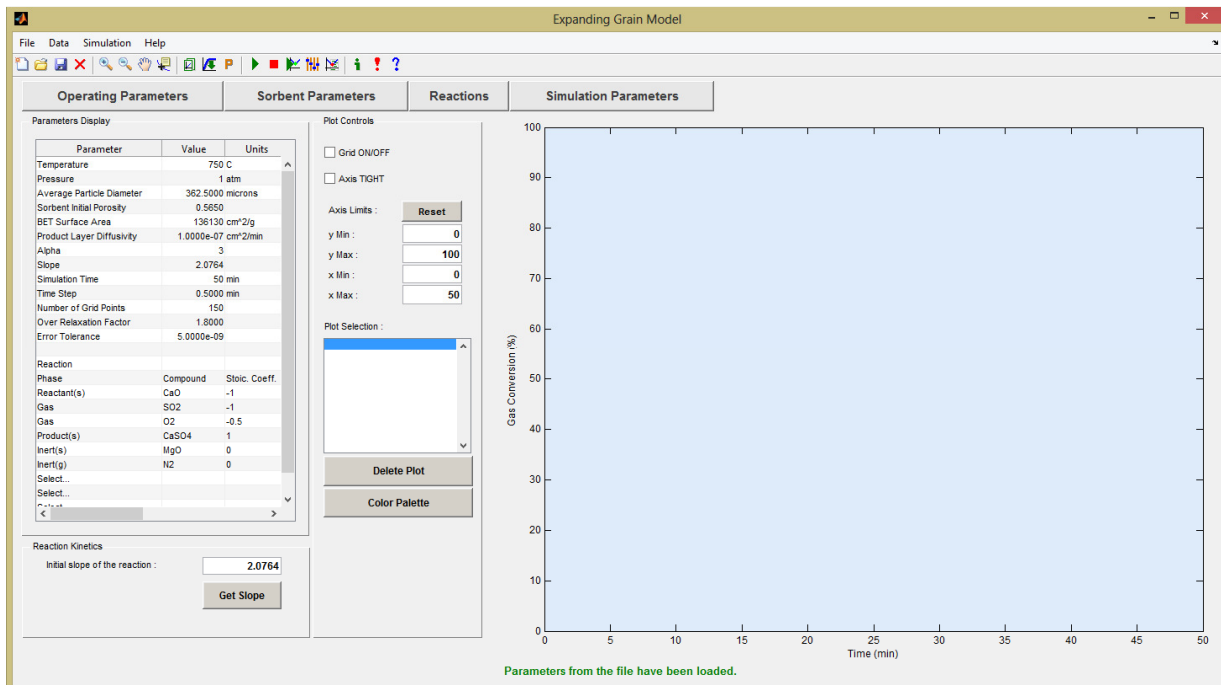 Expanding Grain Model
File Data Simulation Help
Operating Parameters Sorbent Parameters Reactions Simulation Parameters
Parameters Display
Parameter Value Units
Temperature 750 C
Pressure 1 atm
Average Particle Diameter 362.5000 microns
Sorbent Initial Porosity 0.5650
BET Surface Area 136130 cm^2/g
Product Layer Diffusivity 1.0000e-07 cm^2/min
Alpha 3
Slope 2.0764
Simulation Time 50 min
Time Step 0.5000 min
Number of Grid Points 150
Over Relaxation Factor 1.8000
Error Tolerance 5.0000e-09
Reaction
Phase Compound Stoic. Coeff.
Reactant(s) CaO -1
Gas SO2 -1
Gas O2 -0.5
Product(s) CaSO4 1
Inert(s) MgO 0
Inert(g) N2 0
Select...
Select...
Reaction Kinetics
Initial slope of the reaction : 2.0764
Get Slope
Plot Controls
Grid ON/OFF
Axis TIGHT
Axis Limits : Reset
y Min : 0
y Max : 100
x Min : 0
x Max : 50
Plot Selection :
Delete Plot
Color Palette
100
90
80
70
60
50
40
30
20
10
0
Gas Conversion (%)
0 5 10 15 20 25 30 35 40 45 50
Time (min)
Parameters from the file have been loaded.